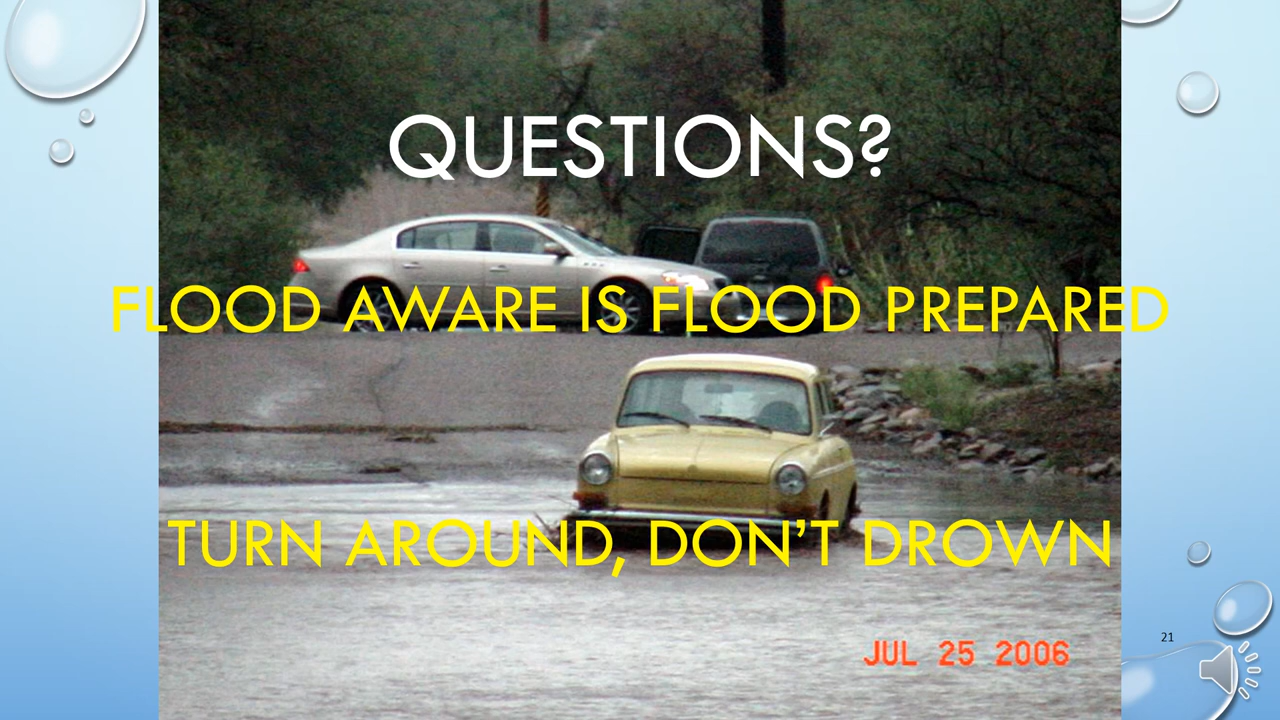 QUESTIONS?
FLOOD AWARE IS FLOOD PREPARED
TURN AROUND, DON’T DROWN
JUL 25 2006
21